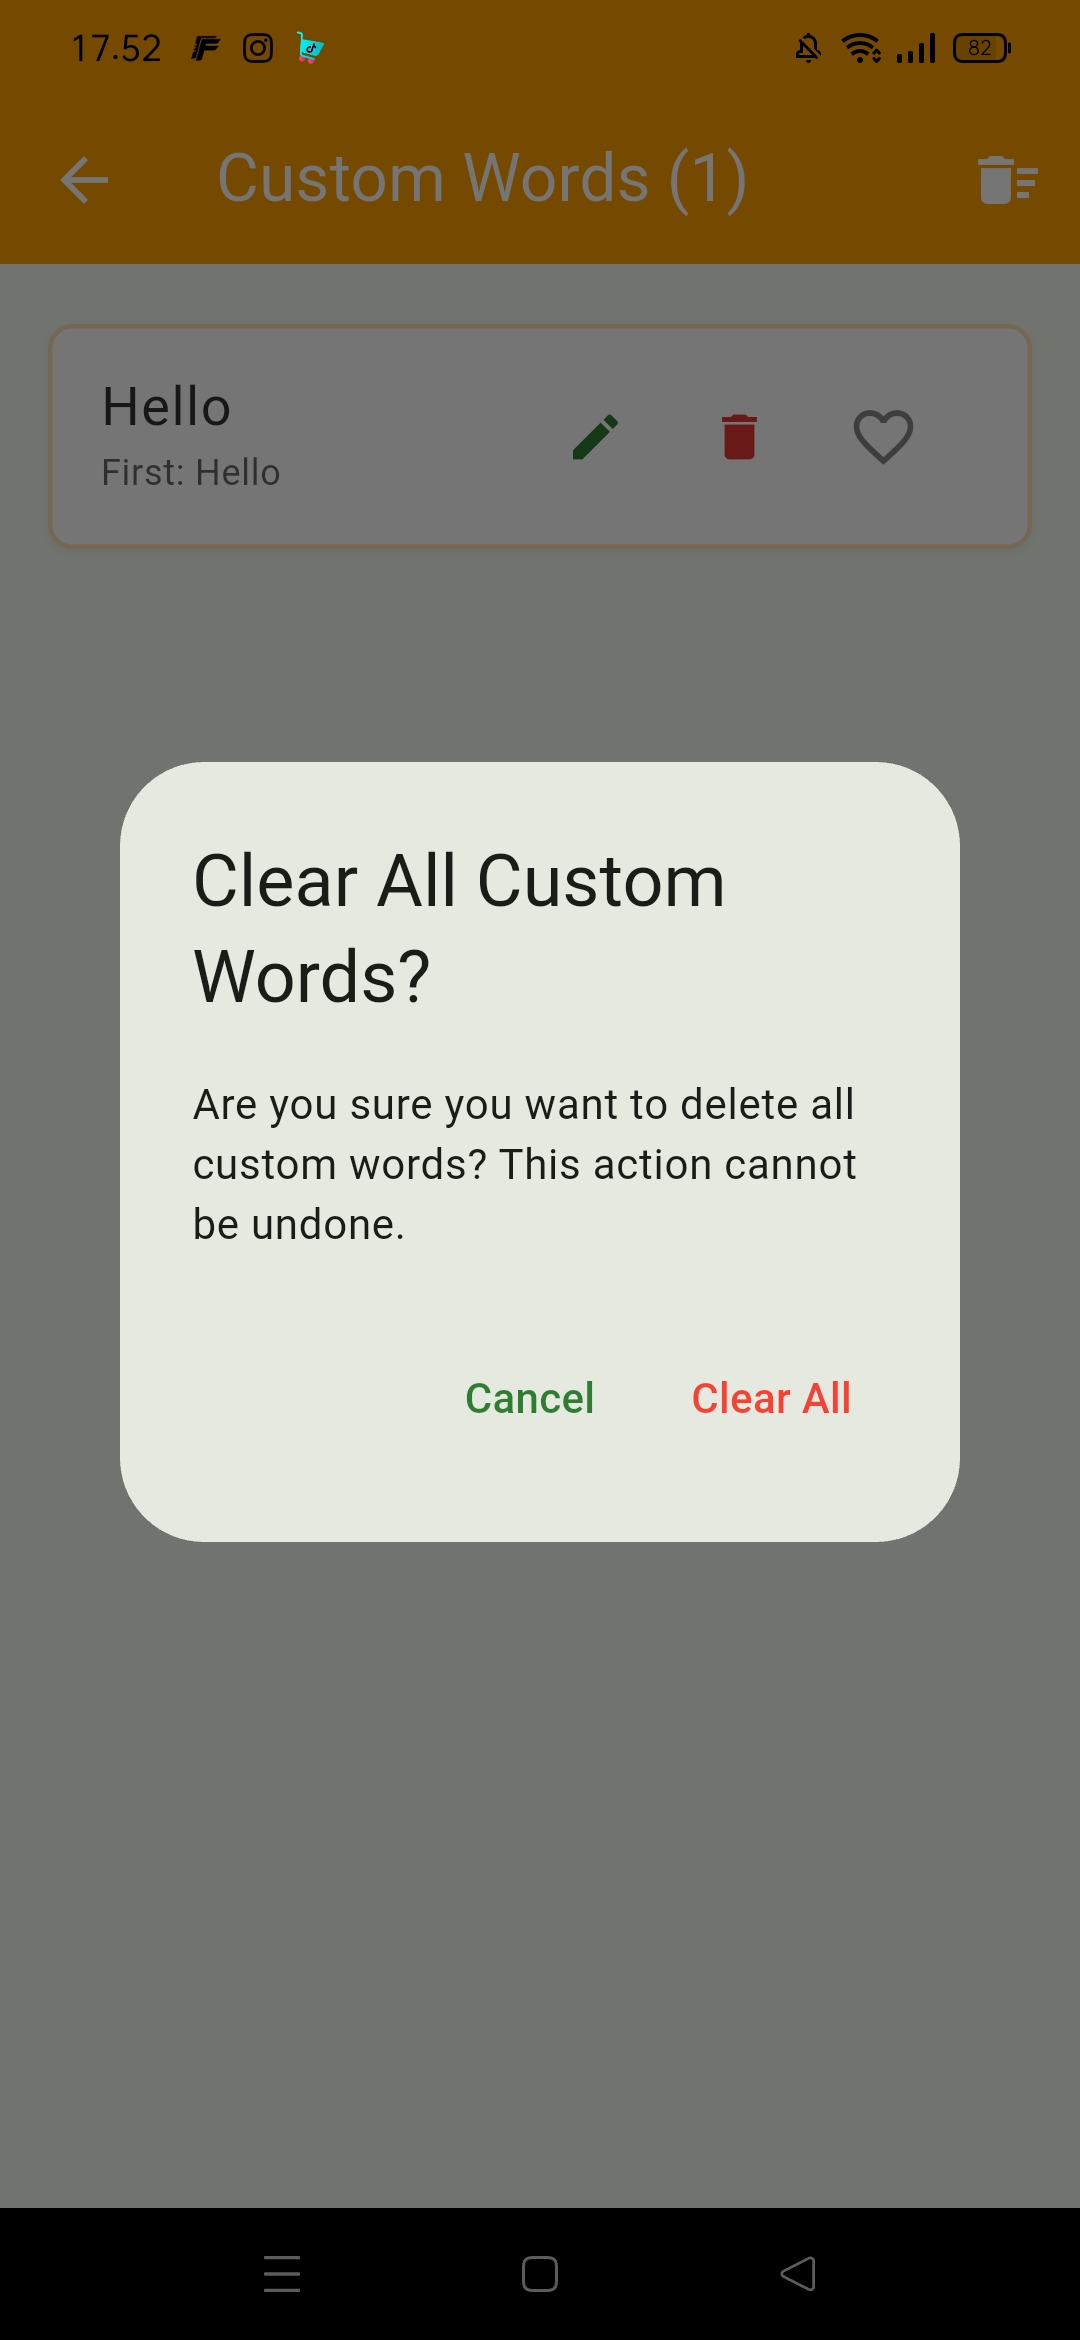 17.52
82
Custom Words (1)
Hello
First: Hello
Clear All Custom
Words?
Are you sure you want to delete all
custom words? This action cannot
be undone.
Cancel Clear All